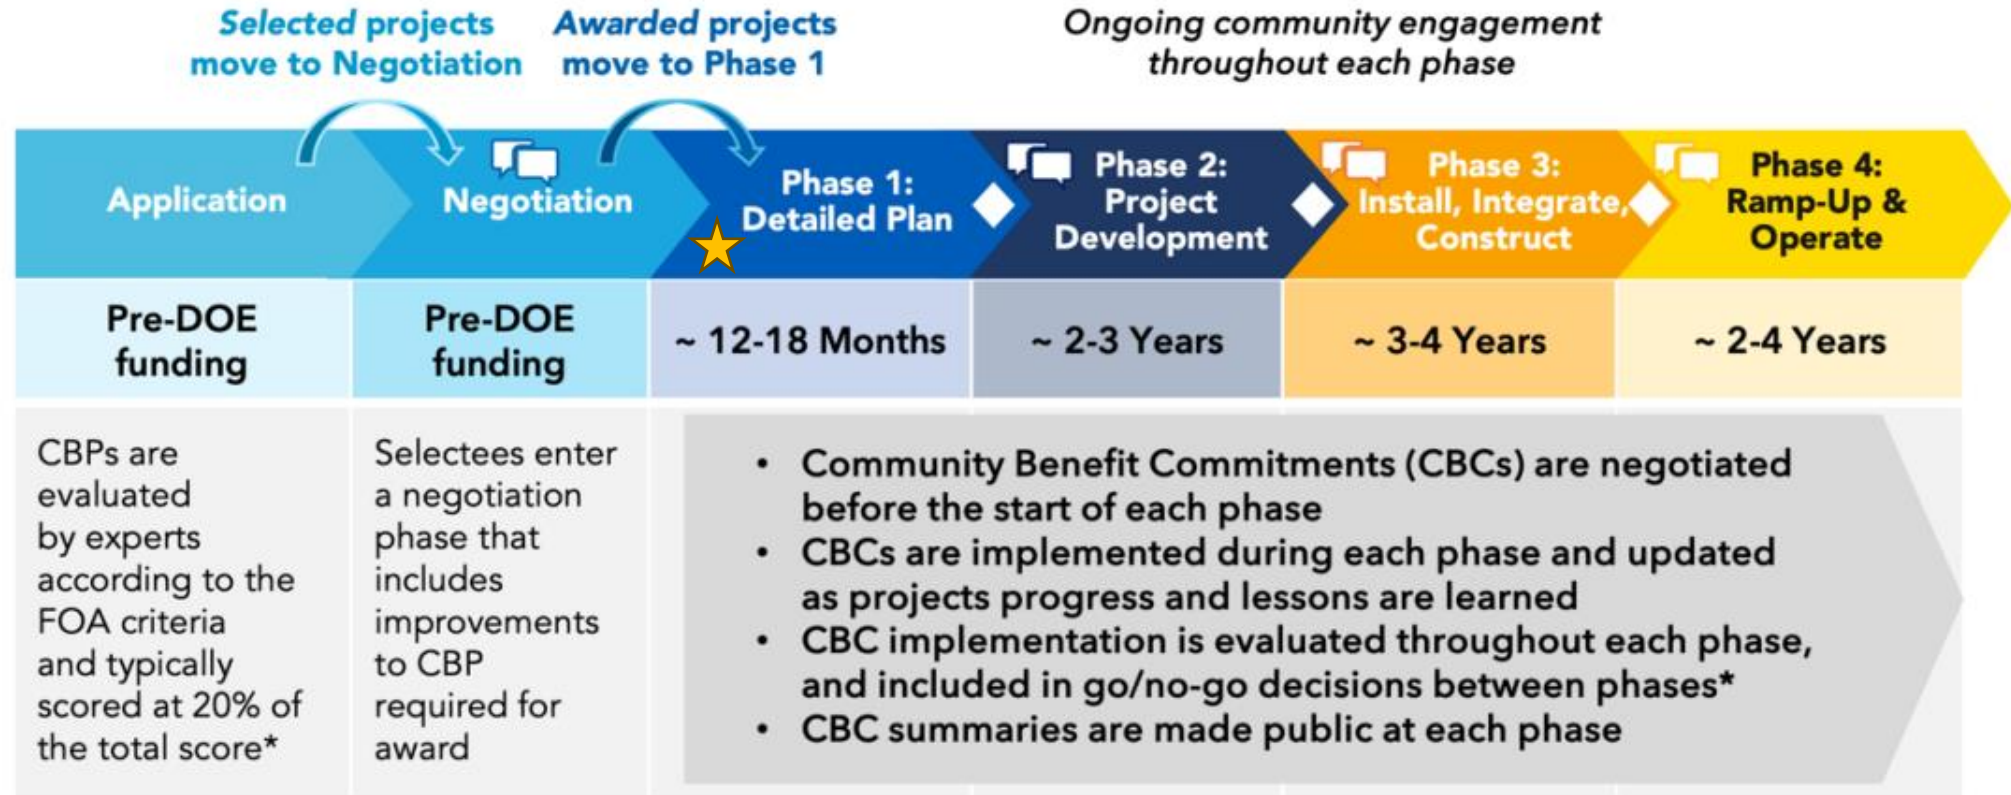 Selected projects
move to Negotiation
Awarded projects
move to Phase 1
Ongoing community engagement
throughout each phase
Application
Negotiation
Phase 1:
Detailed Plan
Phase 2:
Project
Development
Phase 3:
Install, Integrate,
Construct
Phase 4:
Ramp-Up &
Operate
Pre-DOE
funding
Pre-DOE
funding
~ 12-18 Months
~ 2-3 Years
~ 3-4 Years
~ 2-4 Years
CBPs are
evaluated
by experts
according to the
FOA criteria
and typically
scored at 20% of
the total score*
Selectees enter
a negotiation
phase that
includes
improvements
to CBP
required for
award
• Community Benefit Commitments (CBCs) are negotiated
before the start of each phase
• CBCs are implemented during each phase and updated
as projects progress and lessons are learned
• CBC implementation is evaluated throughout each phase,
and included in go/no-go decisions between phases*
• CBC summaries are made public at each phase